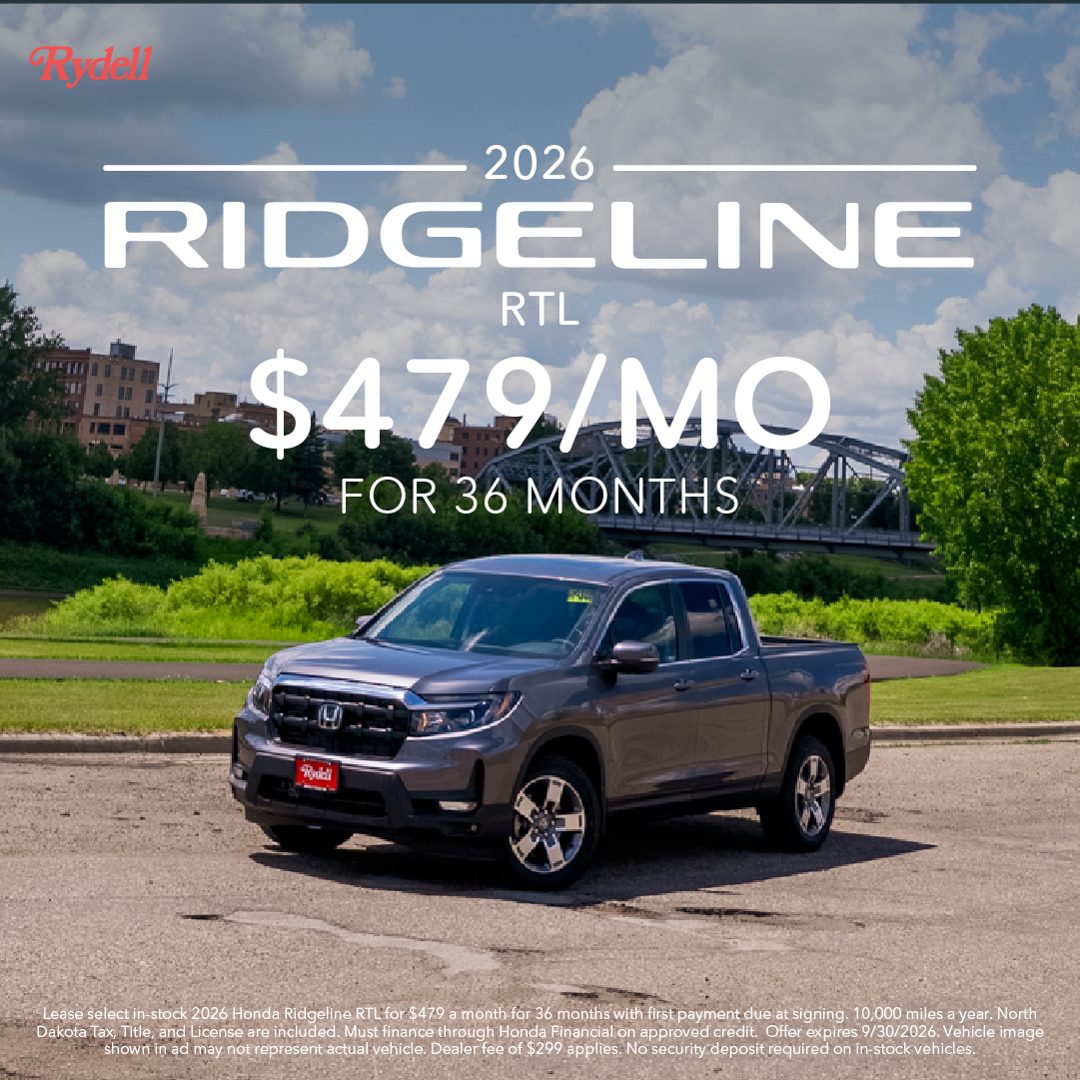 Rydell
2026
RIDGELINE
RTL
$479/MO
FOR 36 MONTHS
Rydell
Lease select in-stock 2026 Honda Ridgeline RTL for $479 a month for 36 months with first payment due at signing. 10,000 miles a year. North
Dakota Tax, Title, and License are included. Must finance through Honda Financial on approved credit.  Offer expires 9/30/2026. Vehicle image
shown in ad may not represent actual vehicle. Dealer fee of $299 applies. No security deposit required on in-stock vehicles.